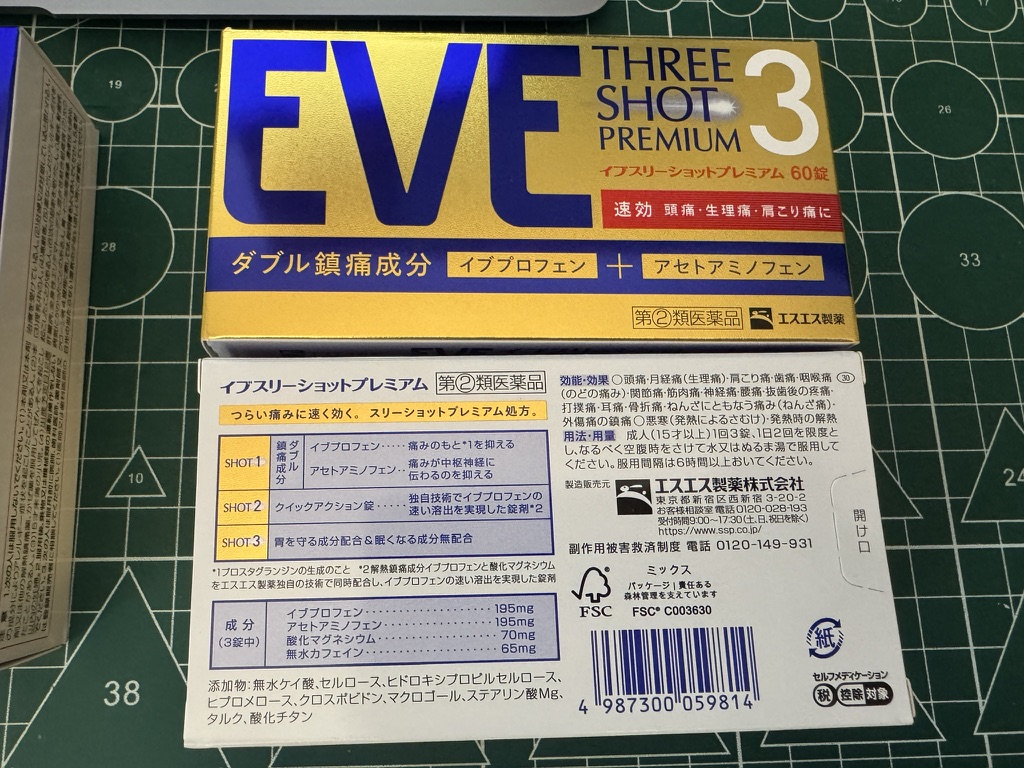 EVE
THREE
SHOT
PREMIUM
3
イブスリーショットプレミアム 60錠
速効 頭痛・生理痛・肩こり痛に
ダブル鎮痛成分 イブプロフェン + アセトアミノフェン
第②類医薬品 エスエス製薬
イブスリーショットプレミアム 第②類医薬品
つらい痛みに速く効く。スリーショットプレミアム処方。
SHOT1 ダブル鎮痛成分
イブプロフェン‥‥‥痛みのもと*1を抑える
アセトアミノフェン‥痛みが中枢神経に
伝わるのを抑える
SHOT2 クイックアクション錠‥‥‥独自技術でイブプロフェンの
速い溶出を実現した錠剤*2
SHOT3 胃を守る成分配合&眠くなる成分無配合
*1プロスタグランジンの生成のこと *2解熱鎮痛成分イブプロフェンと酸化マグネシウム
をエスエス製薬独自の技術で同時配合し、イブプロフェンの速い溶出を実現した錠剤
成分
(3錠中)
イブプロフェン‥‥‥‥‥‥‥195mg
アセトアミノフェン‥‥‥‥‥195mg
酸化マグネシウム‥‥‥‥‥‥70mg
無水カフェイン‥‥‥‥‥‥‥65mg
添加物:無水ケイ酸、セルロース、ヒドロキシプロピルセルロース、
ヒプロメロース、クロスポビドン、マクロゴール、ステアリン酸Mg、
タルク、酸化チタン
効能・効果 ○頭痛・月経痛(生理痛)・肩こり痛・歯痛・咽喉痛
(のどの痛み)・関節痛・筋肉痛・神経痛・腰痛・抜歯後の疼痛・
打撲痛・耳痛・骨折痛・ねんざにともなう痛み(ねんざ痛)・
外傷痛の鎮痛 ○悪寒(発熱によるさむけ)・発熱時の解熱
用法・用量 成人(15才以上)1回3錠、1日2回を限度と
し、なるべく空腹時をさけて水又はぬるま湯で服用して
ください。服用間隔は6時間以上おいてください。
30
製造販売元 エスエス製薬株式会社
東京都新宿区西新宿3-20-2
お客様相談室 電話0120-028-193
受付時間9:00~17:30(土、日、祝日を除く)
https://www.ssp.co.jp/
副作用被害救済制度 電話 0120-149-931
開け口
FSC
ミックス
パッケージ|責任ある
森林管理を支えています
FSC® C003630
4 987300 059814
紙
セルフメディケーション
税 控除 対象
19
26
28
33
10
24
38
17